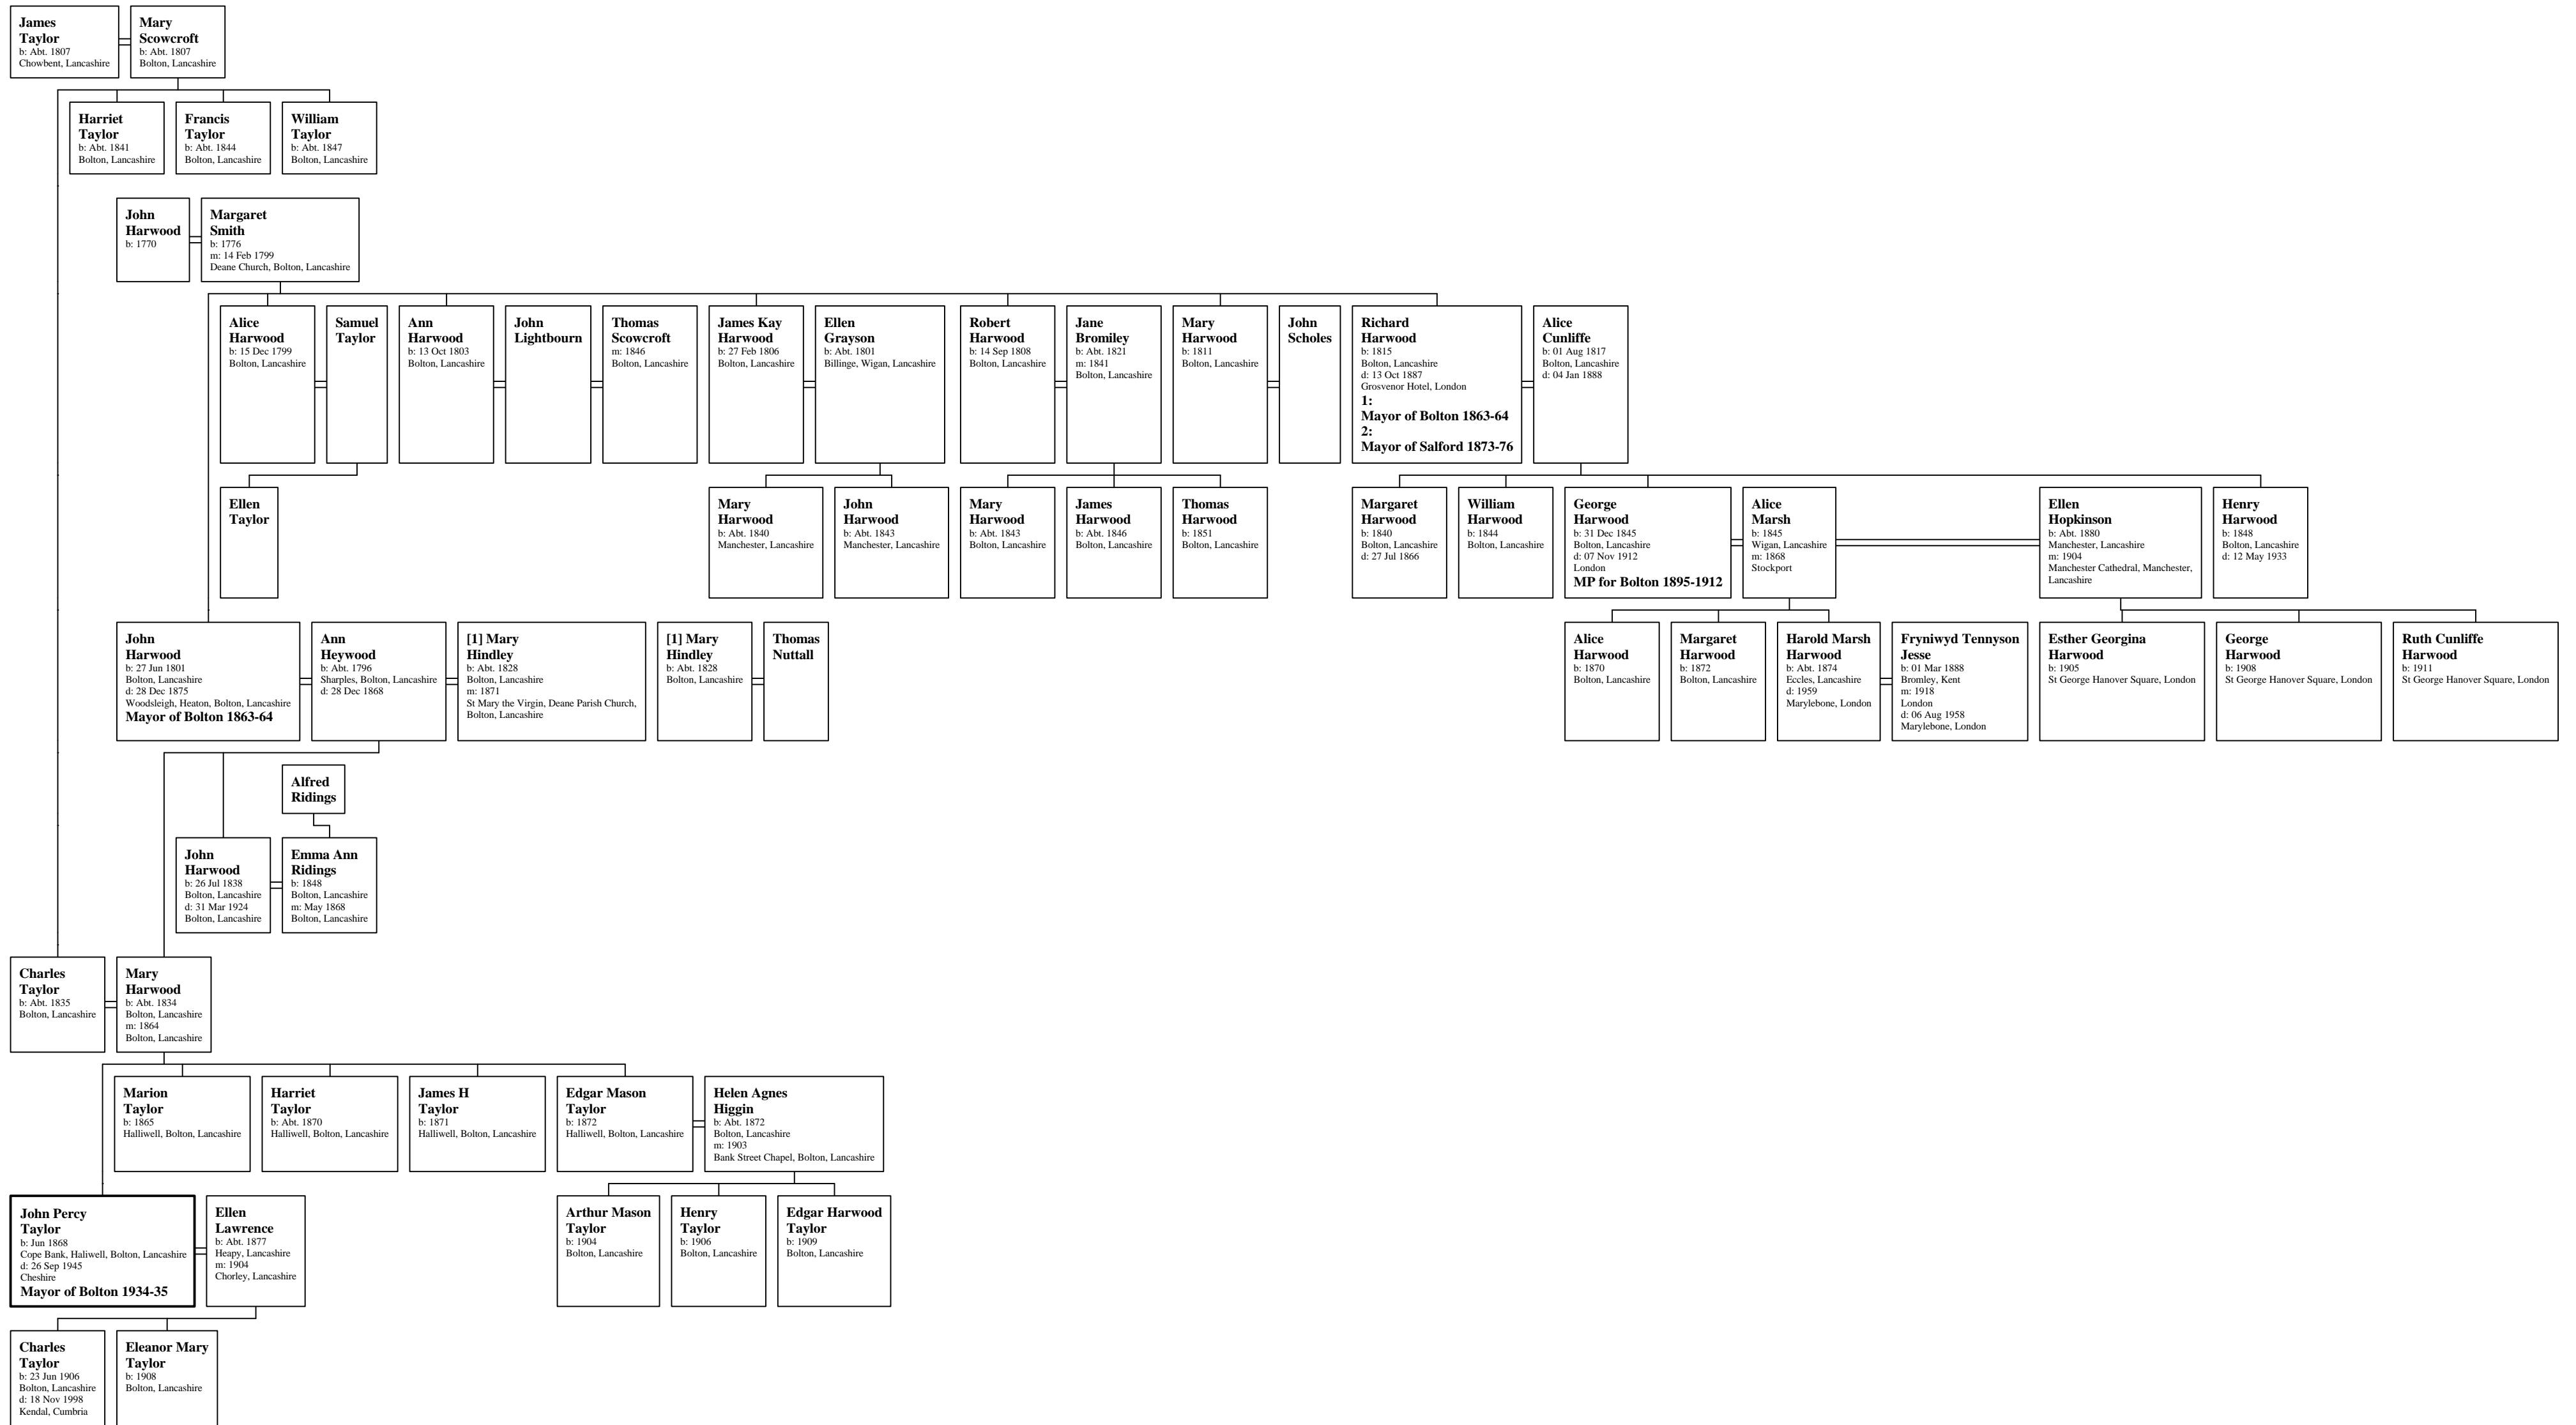 James
Taylor
b: Abt. 1807
Chowbent, Lancashire
Mary
Scowcroft
b: Abt. 1807
Bolton, Lancashire
Harriet
Taylor
b: Abt. 1841
Bolton, Lancashire
Francis
Taylor
b: Abt. 1844
Bolton, Lancashire
William
Taylor
b: Abt. 1847
Bolton, Lancashire
John
Harwood
b: 1770
Margaret
Smith
b: 1776
m: 14 Feb 1799
Deane Church, Bolton, Lancashire
Alice
Harwood
b: 15 Dec 1799
Bolton, Lancashire
Samuel
Taylor
Ann
Harwood
b: 13 Oct 1803
Bolton, Lancashire
John
Lightbourn
Thomas
Scowcroft
m: 1846
Bolton, Lancashire
James Kay
Harwood
b: 27 Feb 1806
Bolton, Lancashire
Ellen
Grayson
b: Abt. 1801
Billinge, Wigan, Lancashire
Robert
Harwood
b: 14 Sep 1808
Bolton, Lancashire
Jane
Bromiley
b: Abt. 1821
m: 1841
Bolton, Lancashire
Mary
Harwood
b: 1811
Bolton, Lancashire
John
Scholes
Richard
Harwood
b: 1815
Bolton, Lancashire
d: 13 Oct 1887
Grosvenor Hotel, London
1:
Mayor of Bolton 1863-64
2:
Mayor of Salford 1873-76
Alice
Cunliffe
b: 01 Aug 1817
Bolton, Lancashire
d: 04 Jan 1888
Ellen
Taylor
Mary
Harwood
b: Abt. 1840
Manchester, Lancashire
John
Harwood
b: Abt. 1843
Manchester, Lancashire
Mary
Harwood
b: Abt. 1843
Bolton, Lancashire
James
Harwood
b: Abt. 1846
Bolton, Lancashire
Thomas
Harwood
b: 1851
Bolton, Lancashire
Margaret
Harwood
b: 1840
Bolton, Lancashire
d: 27 Jul 1866
William
Harwood
b: 1844
Bolton, Lancashire
George
Harwood
b: 31 Dec 1845
Bolton, Lancashire
d: 07 Nov 1912
London
MP for Bolton 1895-1912
Alice
Marsh
b: 1845
Wigan, Lancashire
m: 1868
Stockport
Ellen
Hopkinson
b: Abt. 1880
Manchester, Lancashire
m: 1904
Manchester Cathedral, Manchester,
Lancashire
Henry
Harwood
b: 1848
Bolton, Lancashire
d: 12 May 1933
John
Harwood
b: 27 Jun 1801
Bolton, Lancashire
d: 28 Dec 1875
Woodsleigh, Heaton, Bolton, Lancashire
Mayor of Bolton 1863-64
Ann
Heywood
b: Abt. 1796
Sharples, Bolton, Lancashire
d: 28 Dec 1868
[1] Mary
Hindley
b: Abt. 1828
Bolton, Lancashire
m: 1871
St Mary the Virgin, Deane Parish Church,
Bolton, Lancashire
[1] Mary
Hindley
b: Abt. 1828
Bolton, Lancashire
Thomas
Nuttall
Alice
Harwood
b: 1870
Bolton, Lancashire
Margaret
Harwood
b: 1872
Bolton, Lancashire
Harold Marsh
Harwood
b: Abt. 1874
Eccles, Lancashire
d: 1959
Marylebone, London
Fryniwyd Tennyson
Jesse
b: 01 Mar 1888
Bromley, Kent
m: 1918
London
d: 06 Aug 1958
Marylebone, London
Esther Georgina
Harwood
b: 1905
St George Hanover Square, London
George
Harwood
b: 1908
St George Hanover Square, London
Ruth Cunliffe
Harwood
b: 1911
St George Hanover Square, London
Alfred
Ridings
John
Harwood
b: 26 Jul 1838
Bolton, Lancashire
d: 31 Mar 1924
Bolton, Lancashire
Emma Ann
Ridings
b: 1848
Bolton, Lancashire
m: May 1868
Bolton, Lancashire
Charles
Taylor
b: Abt. 1835
Bolton, Lancashire
Mary
Harwood
b: Abt. 1834
Bolton, Lancashire
m: 1864
Bolton, Lancashire
Marion
Taylor
b: 1865
Halliwell, Bolton, Lancashire
Harriet
Taylor
b: Abt. 1870
Halliwell, Bolton, Lancashire
James H
Taylor
b: 1871
Halliwell, Bolton, Lancashire
Edgar Mason
Taylor
b: 1872
Halliwell, Bolton, Lancashire
Helen Agnes
Higgin
b: Abt. 1872
Bolton, Lancashire
m: 1903
Bank Street Chapel, Bolton, Lancashire
John Percy
Taylor
b: Jun 1868
Cope Bank, Haliwell, Bolton, Lancashire
d: 26 Sep 1945
Cheshire
Mayor of Bolton 1934-35
Ellen
Lawrence
b: Abt. 1877
Heapy, Lancashire
m: 1904
Chorley, Lancashire
Arthur Mason
Taylor
b: 1904
Bolton, Lancashire
Henry
Taylor
b: 1906
Bolton, Lancashire
Edgar Harwood
Taylor
b: 1909
Bolton, Lancashire
Charles
Taylor
b: 23 Jun 1906
Bolton, Lancashire
d: 18 Nov 1998
Kendal, Cumbria
Eleanor Mary
Taylor
b: 1908
Bolton, Lancashire